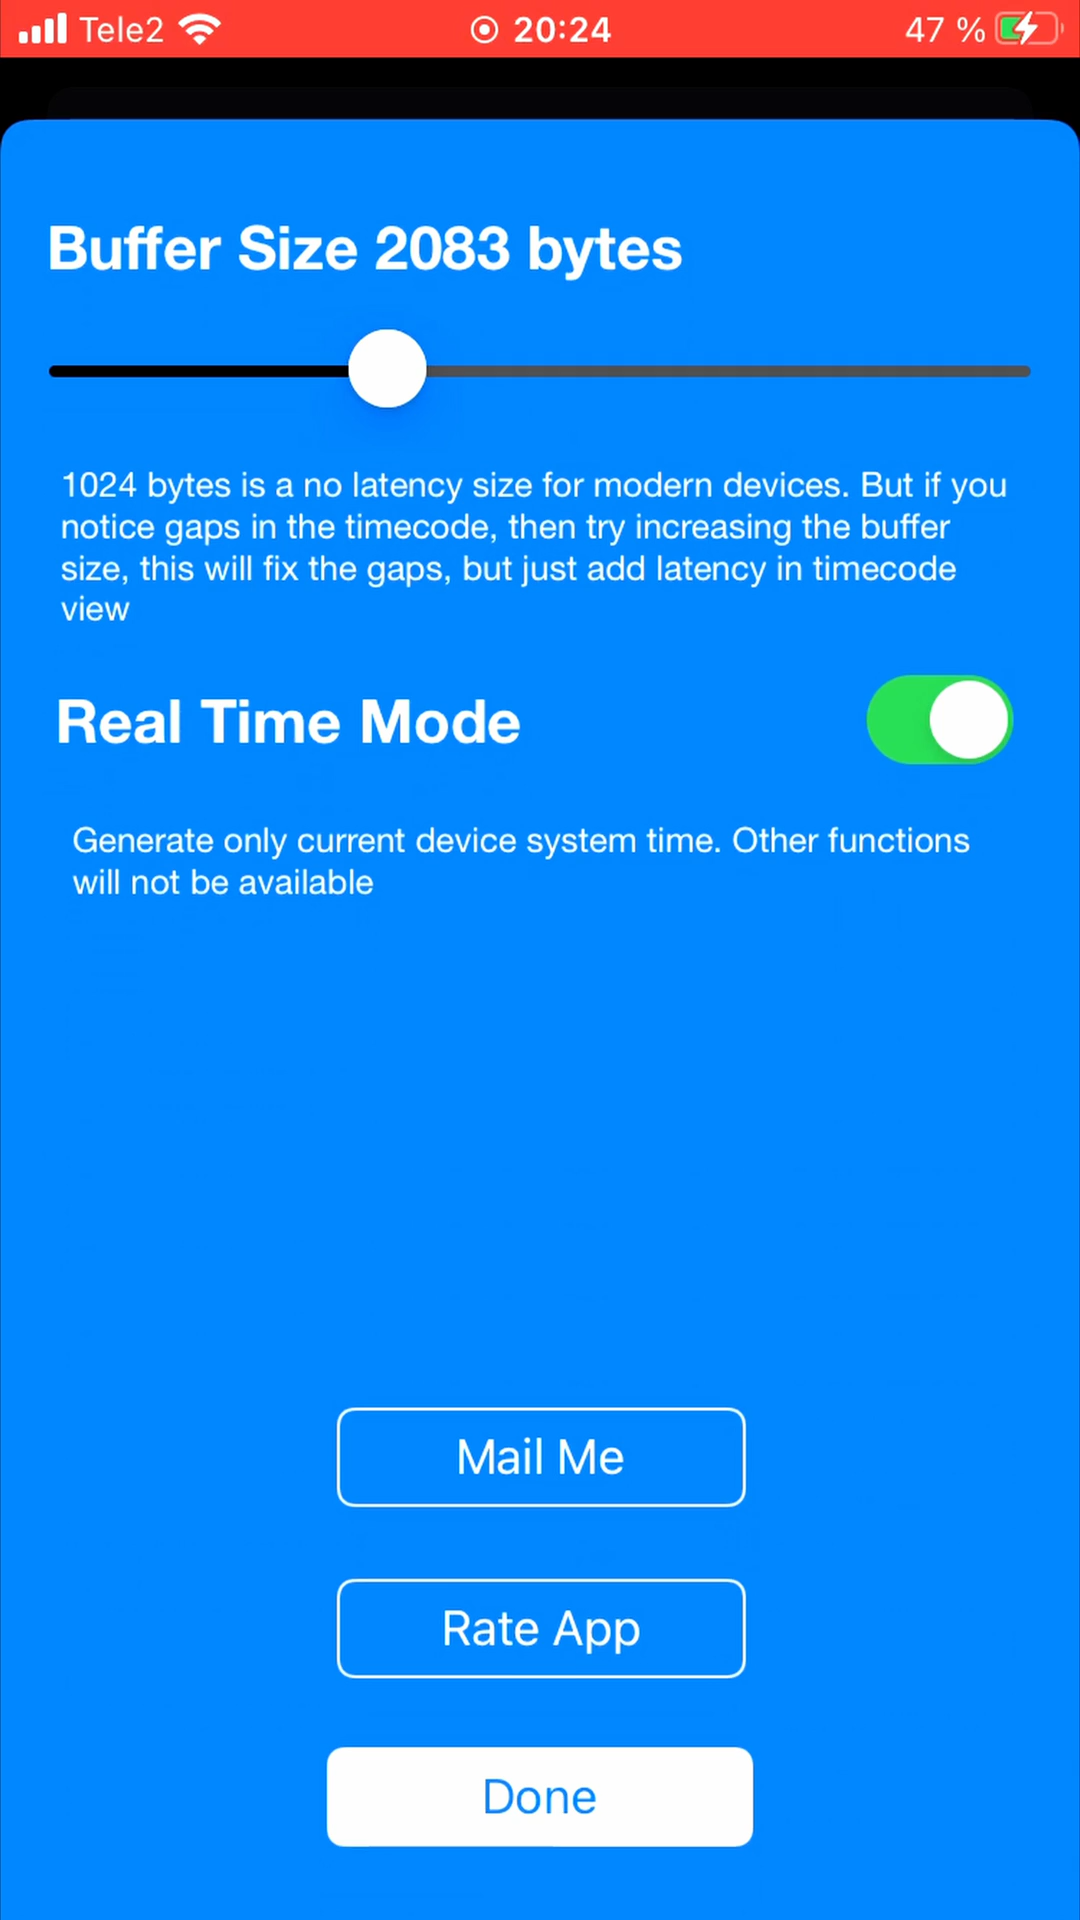 Tele2 20:24 47 %
Buffer Size 2083 bytes
1024 bytes is a no latency size for modern devices. But if you
notice gaps in the timecode, then try increasing the buffer
size, this will fix the gaps, but just add latency in timecode
view
Real Time Mode
Generate only current device system time. Other functions
will not be available
Mail Me
Rate App
Done